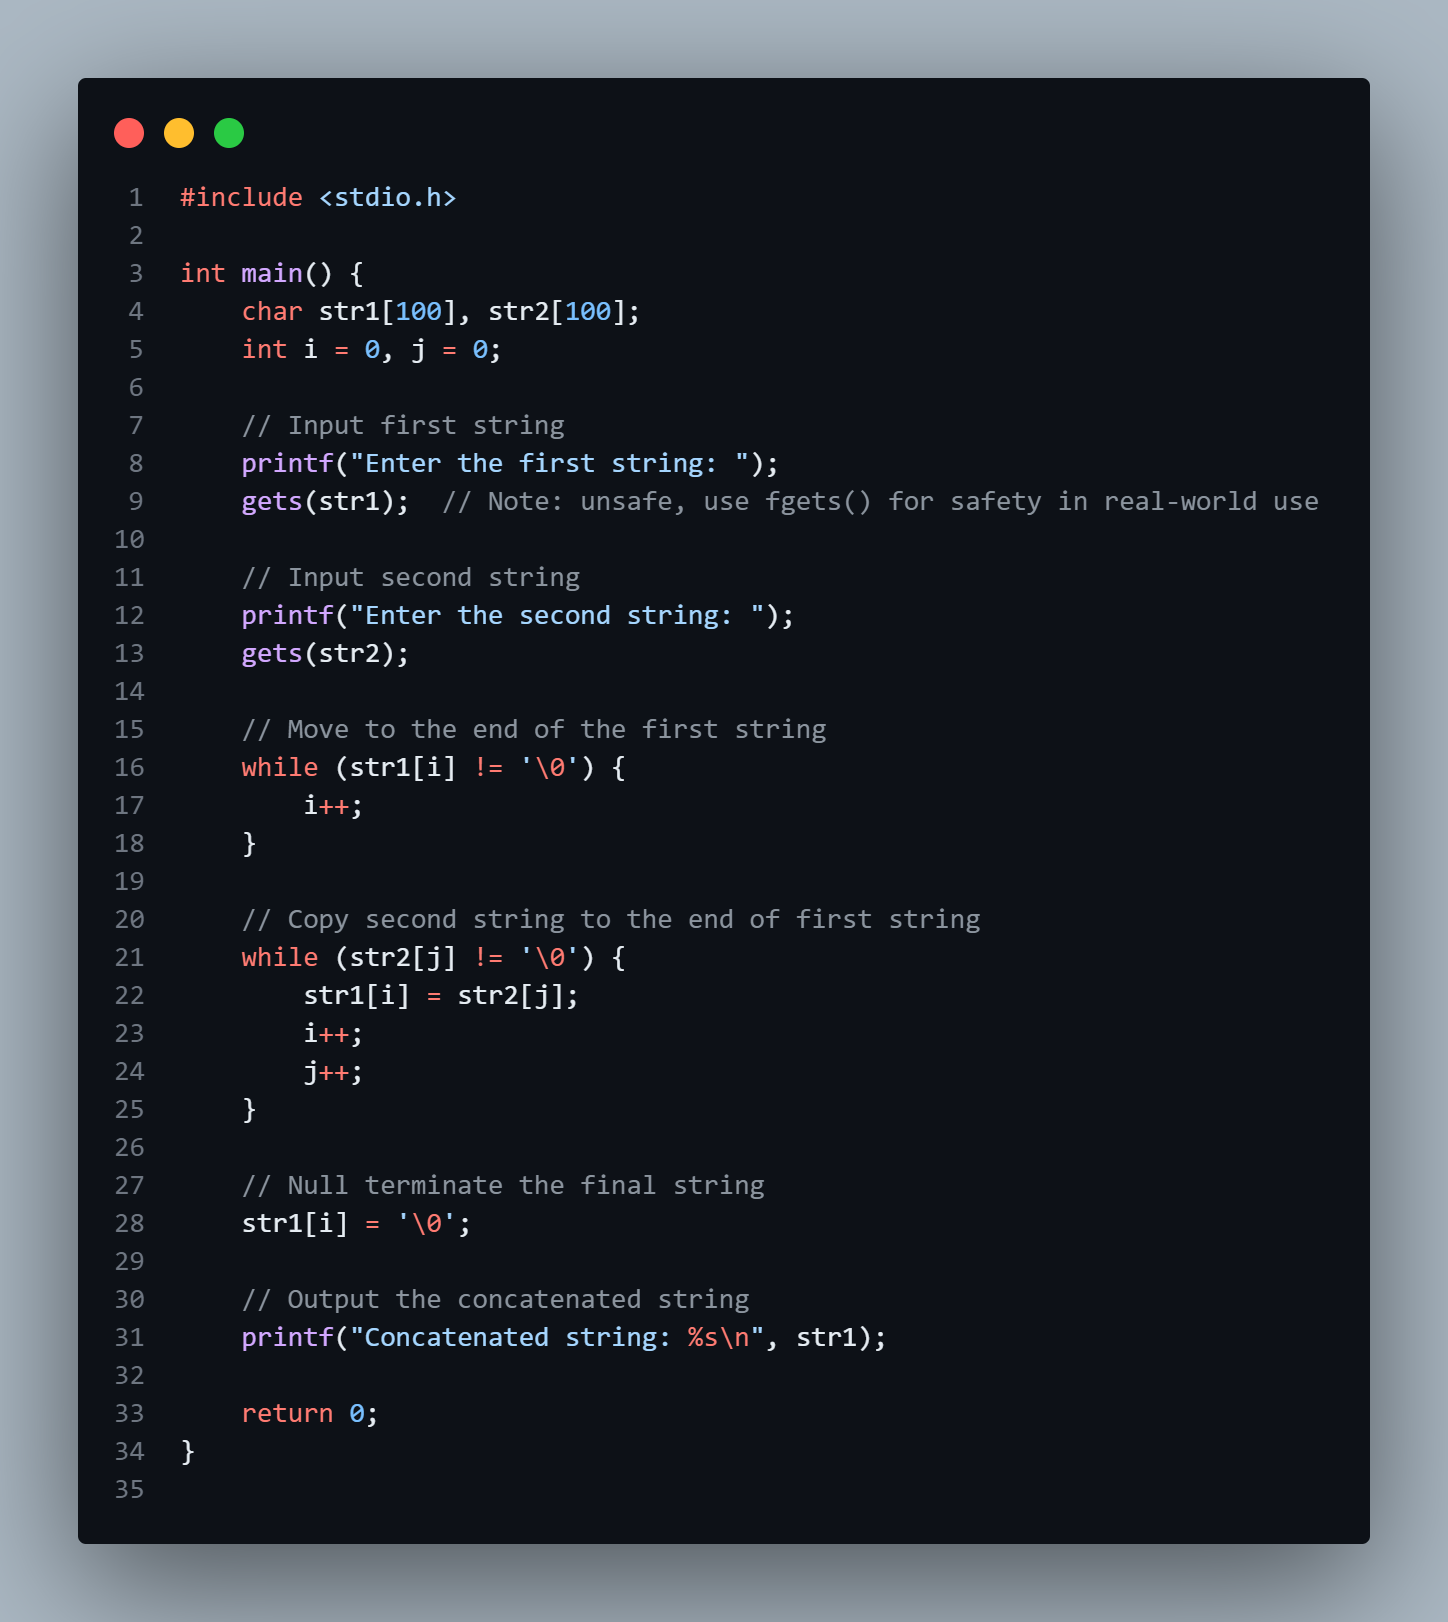 1 #include <stdio.h>
2
3 int main() {
4     char str1[100], str2[100];
5     int i = 0, j = 0;
6
7     // Input first string
8     printf("Enter the first string: ");
9     gets(str1);  // Note: unsafe, use fgets() for safety in real-world use
10
11     // Input second string
12     printf("Enter the second string: ");
13     gets(str2);
14
15     // Move to the end of the first string
16     while (str1[i] != '\0') {
17         i++;
18     }
19
20     // Copy second string to the end of first string
21     while (str2[j] != '\0') {
22         str1[i] = str2[j];
23         i++;
24         j++;
25     }
26
27     // Null terminate the final string
28     str1[i] = '\0';
29
30     // Output the concatenated string
31     printf("Concatenated string: %s\n", str1);
32
33     return 0;
34 }
35